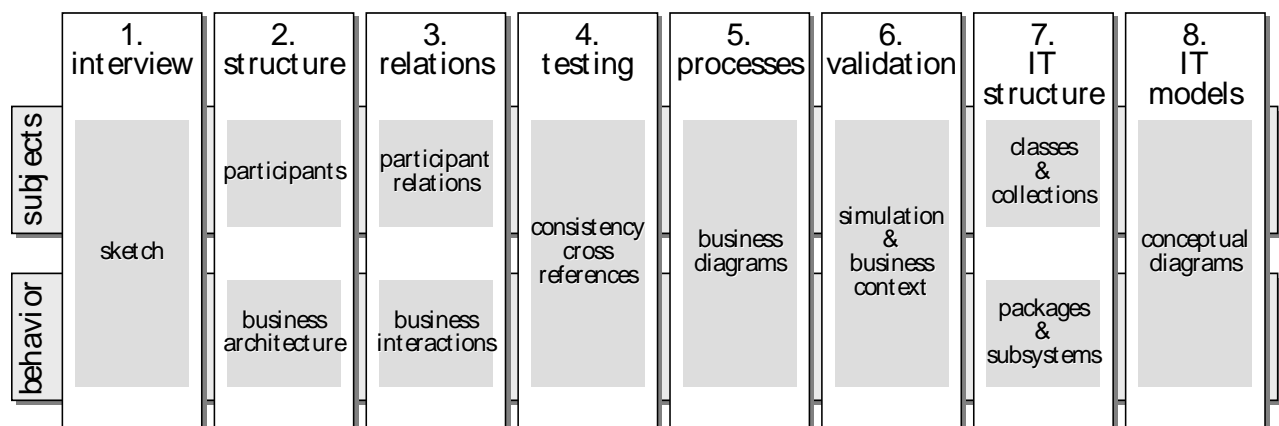 1.
interview
2.
structure
3.
relations
4.
testing
5.
processes
6.
validation
7.
IT
structure
8.
IT
models
subjects
behavior
sketch
participants
business
architecture
participant
relations
business
interactions
consistency
cross
references
business
diagrams
simulation
&
business
context
classes
&
collections
packages
&
subsystems
conceptual
diagrams